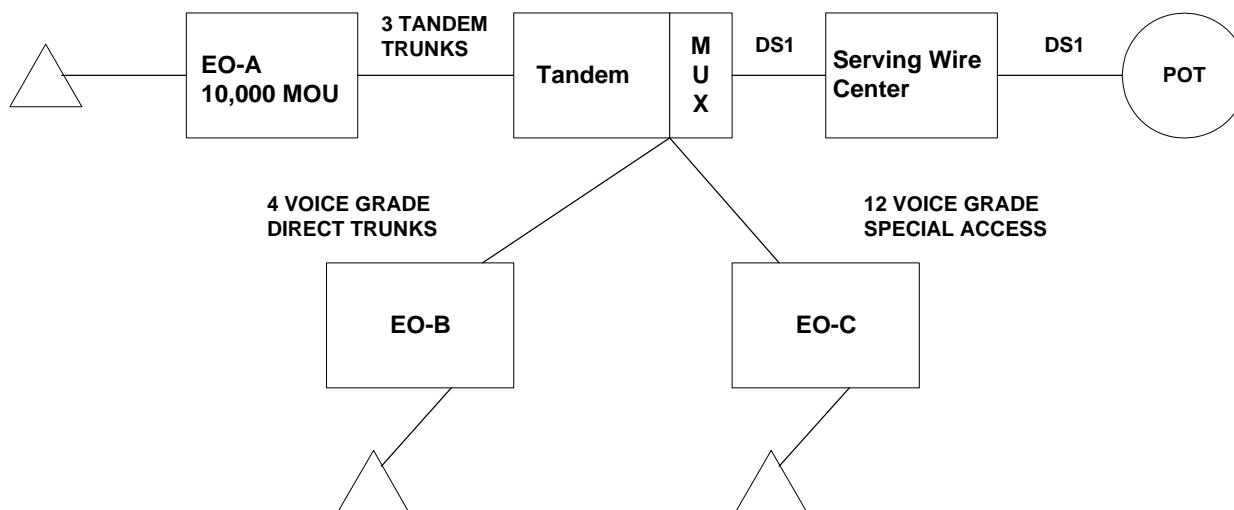 3 TANDEM
TRUNKS
EO-A
10,000 MOU
Tandem
M
U
X
DS1
Serving Wire
Center
DS1
POT
4 VOICE GRADE
DIRECT TRUNKS
12 VOICE GRADE
SPECIAL ACCESS
EO-B
EO-C